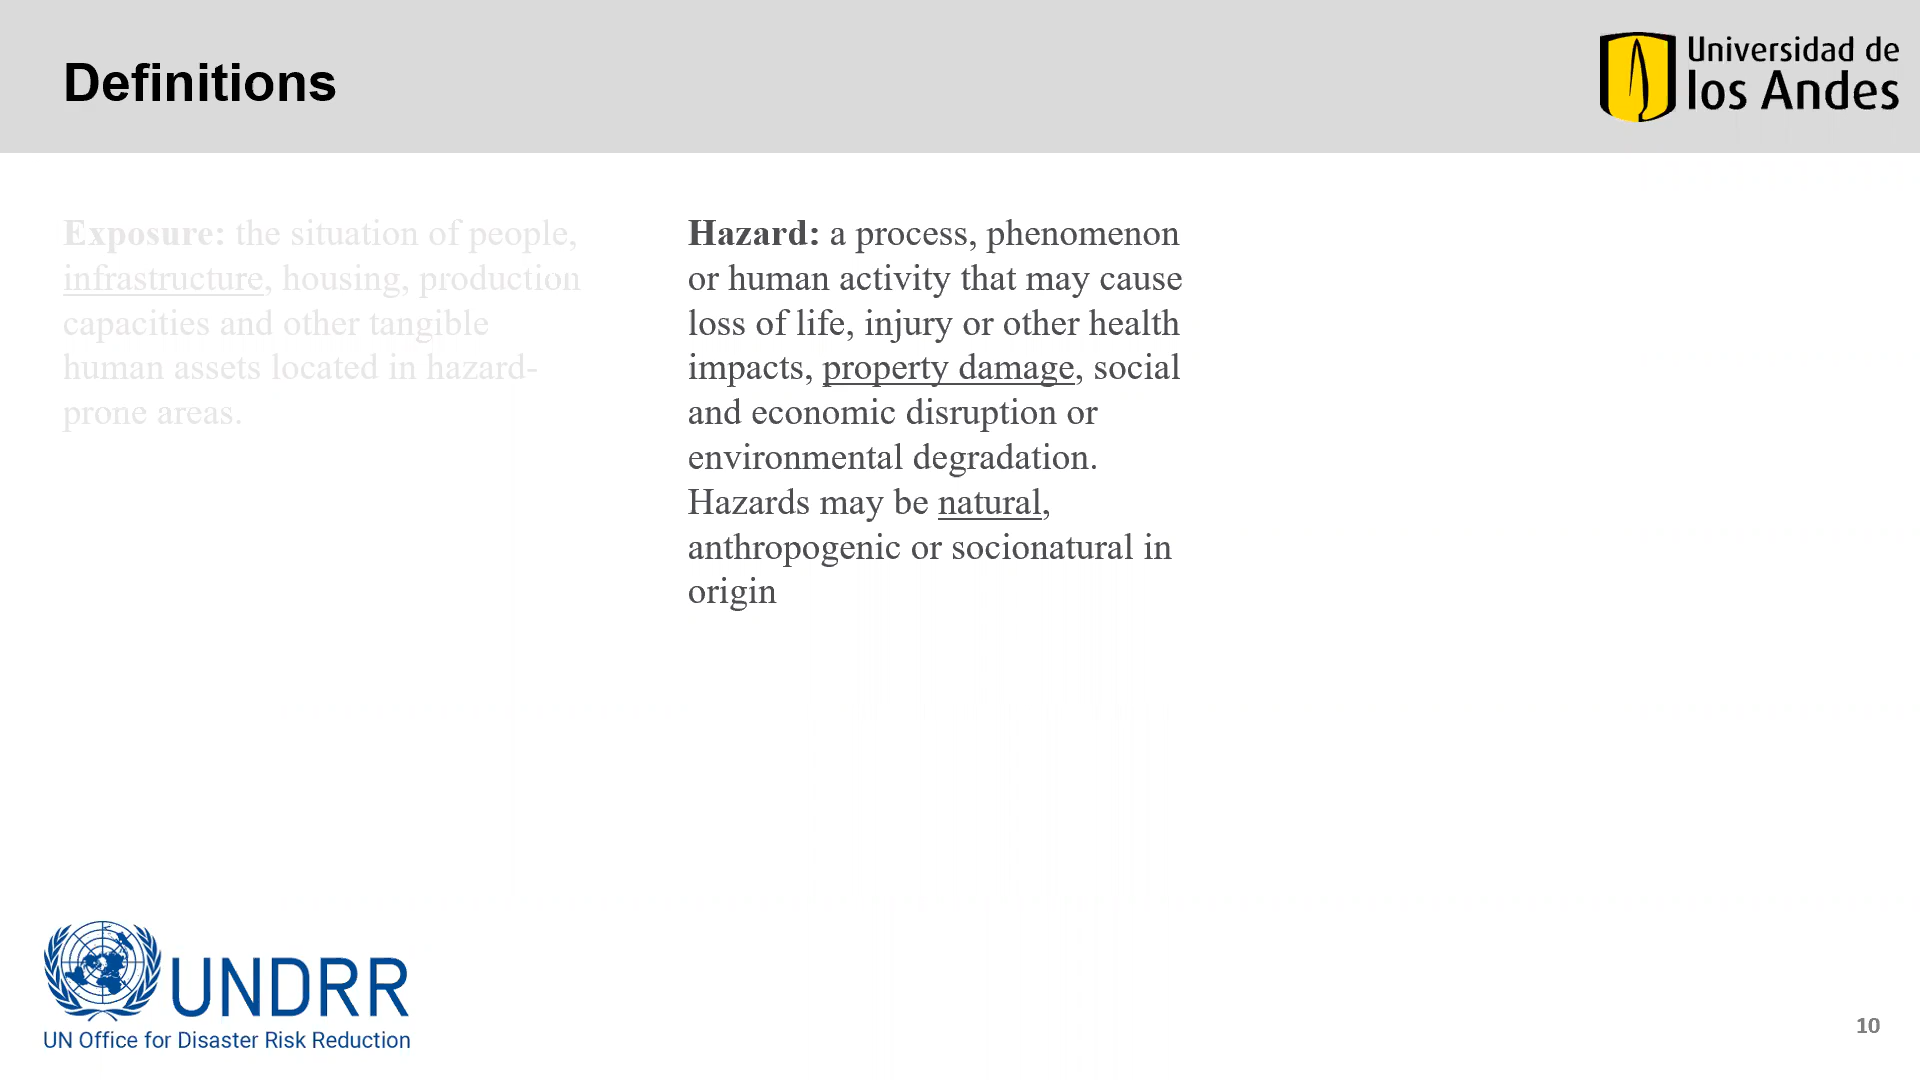 Definitions
Universidad de
los Andes
Exposure: the situation of people,
infrastructure, housing, production
capacities and other tangible
human assets located in hazard-
prone areas.
Hazard: a process, phenomenon
or human activity that may cause
loss of life, injury or other health
impacts, property damage, social
and economic disruption or
environmental degradation.
Hazards may be natural,
anthropogenic or socionatural in
origin
UNDRR
UN Office for Disaster Risk Reduction
10